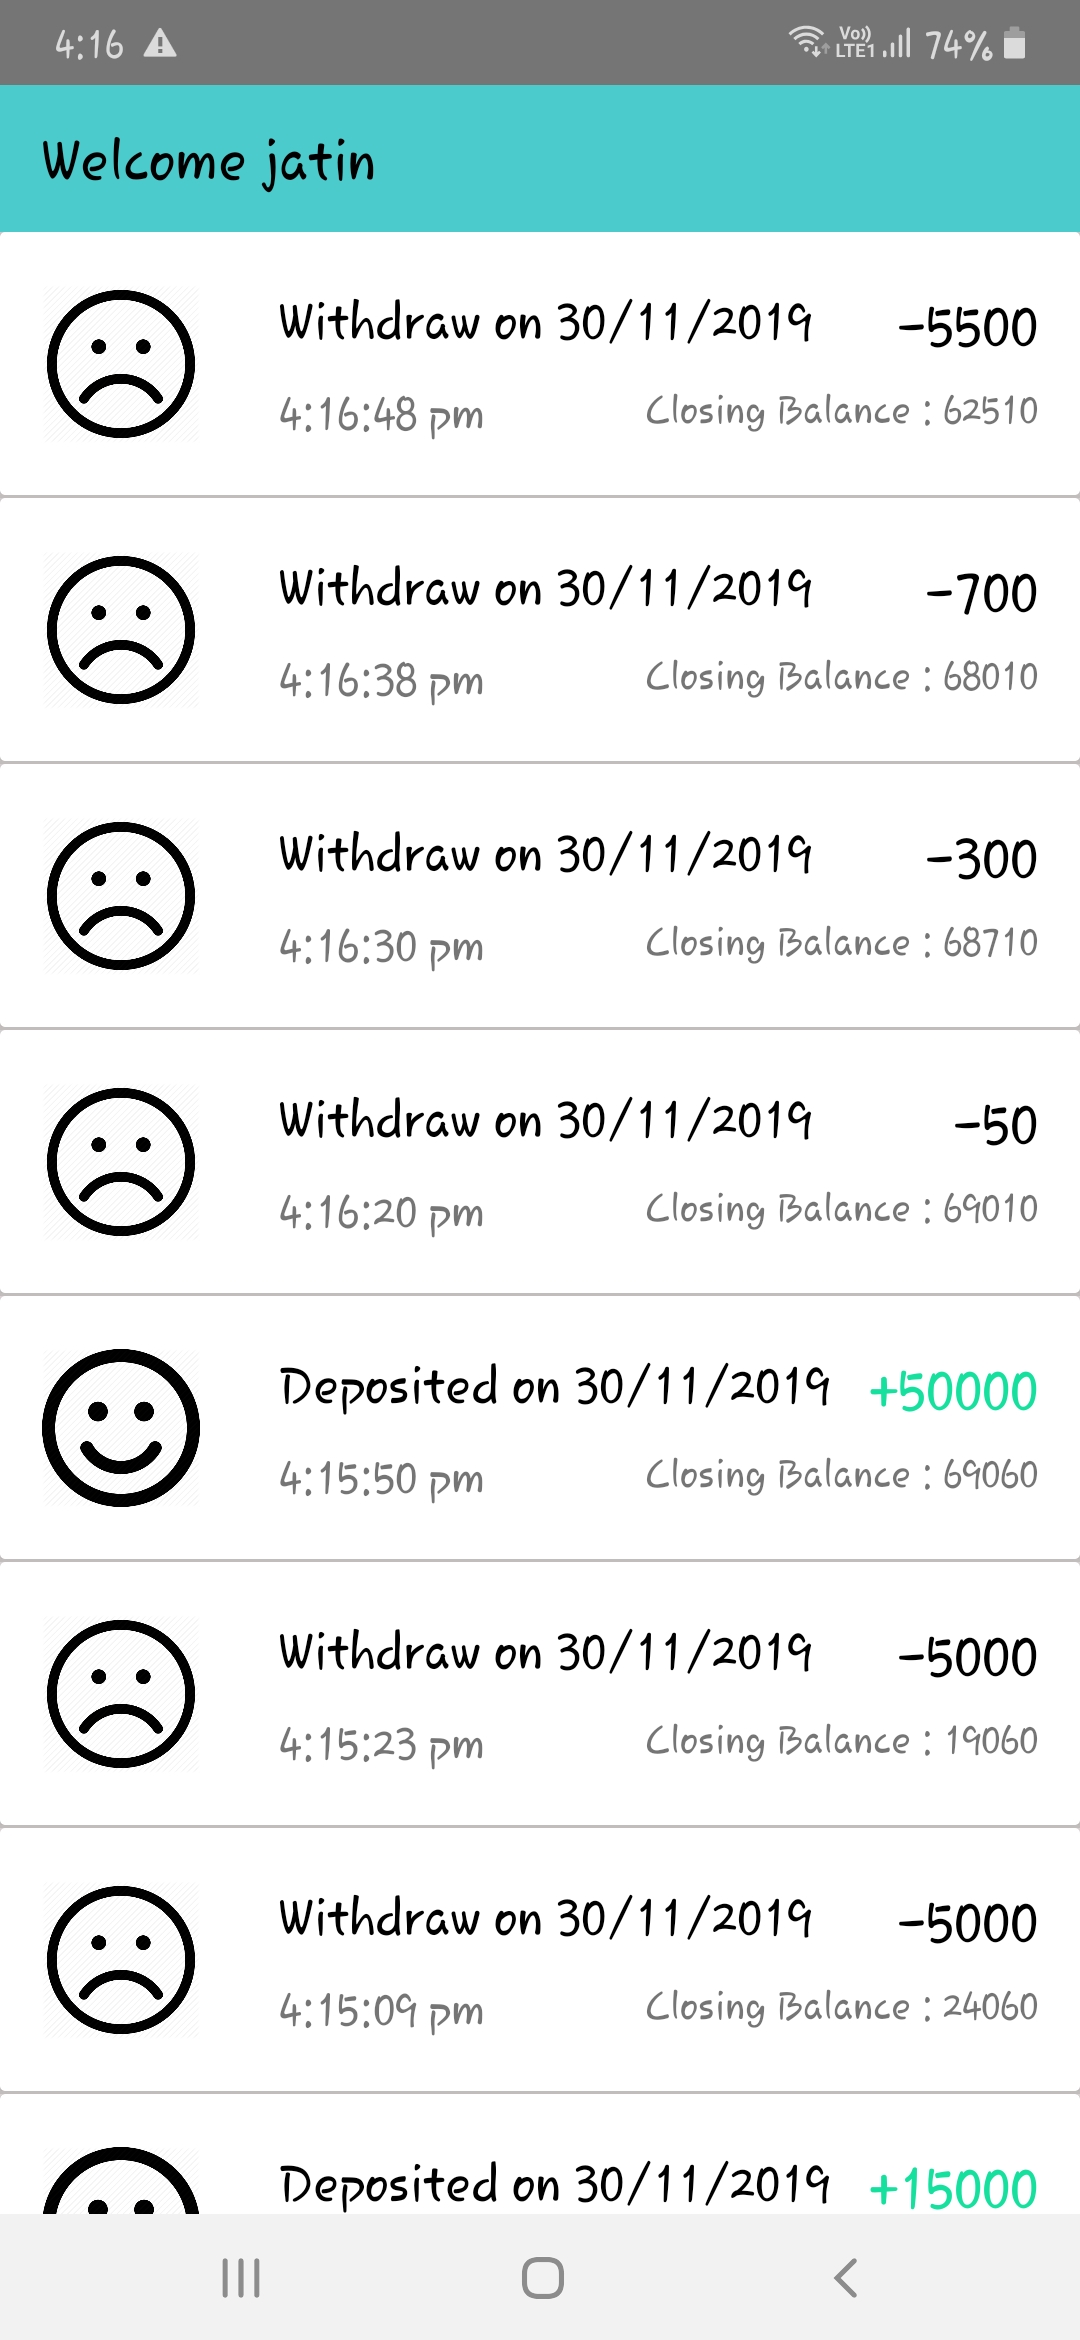 4:16
Vo)) LTE1 74%
Welcome jatin
Withdraw on 30/11/2019 -5500
4:16:48 pm Closing Balance : 62510
Withdraw on 30/11/2019 -700
4:16:38 pm Closing Balance : 68010
Withdraw on 30/11/2019 -300
4:16:30 pm Closing Balance : 68710
Withdraw on 30/11/2019 -50
4:16:20 pm Closing Balance : 69010
Deposited on 30/11/2019 +50000
4:15:50 pm Closing Balance : 69060
Withdraw on 30/11/2019 -5000
4:15:23 pm Closing Balance : 19060
Withdraw on 30/11/2019 -5000
4:15:09 pm Closing Balance : 24060
Deposited on 30/11/2019 +15000